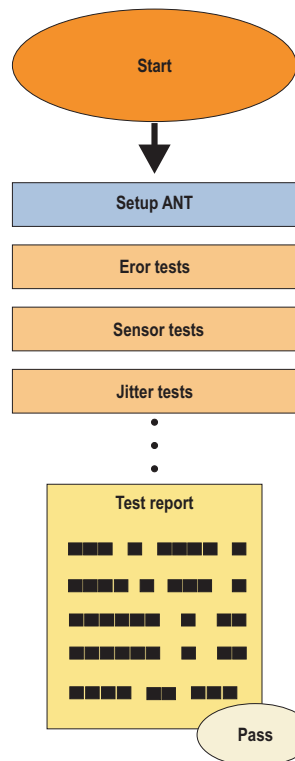 Start
Setup ANT
Eror tests
Sensor tests
Jitter tests
Test report
Pass